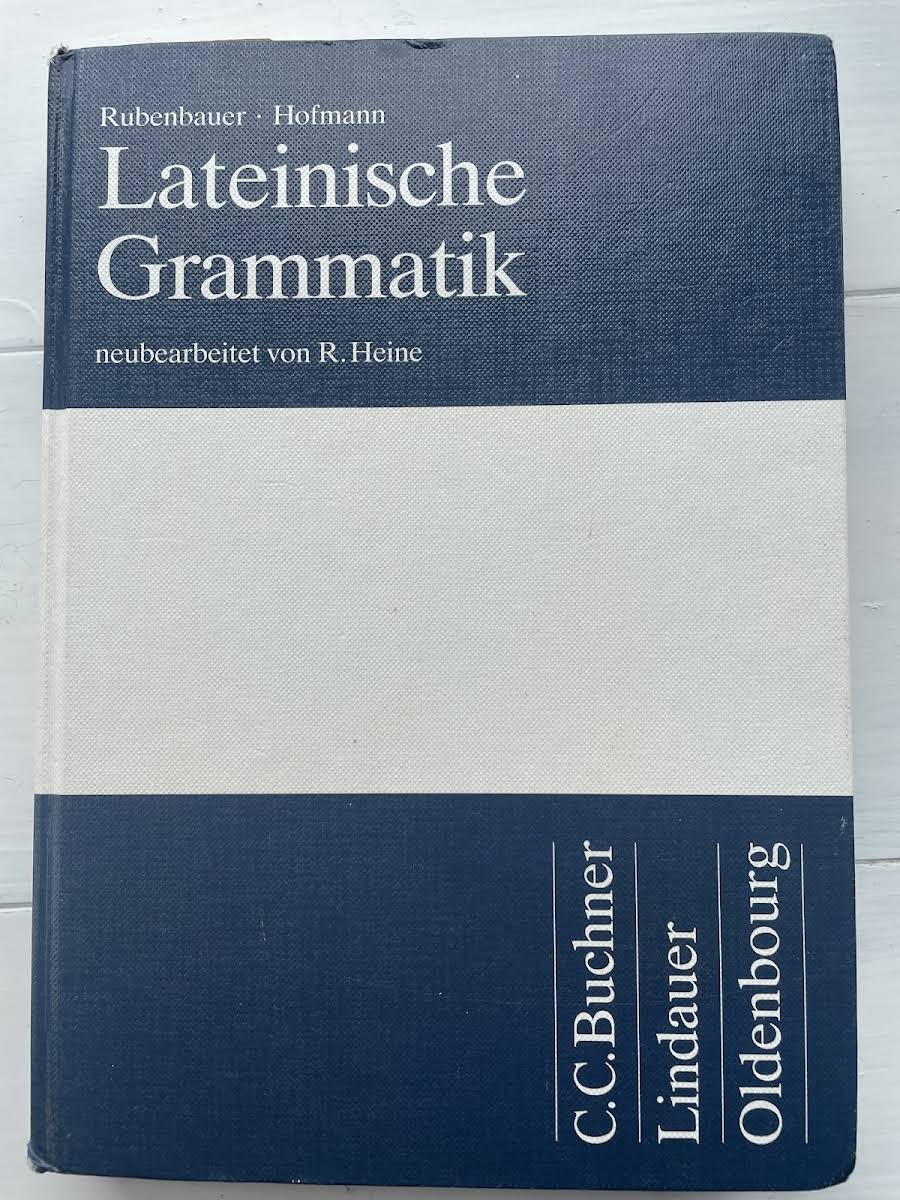 Rubenbauer · Hofmann
Lateinische
Grammatik
neubearbeitet von R. Heine
C.C.Buchner
Lindauer
Oldenbourg